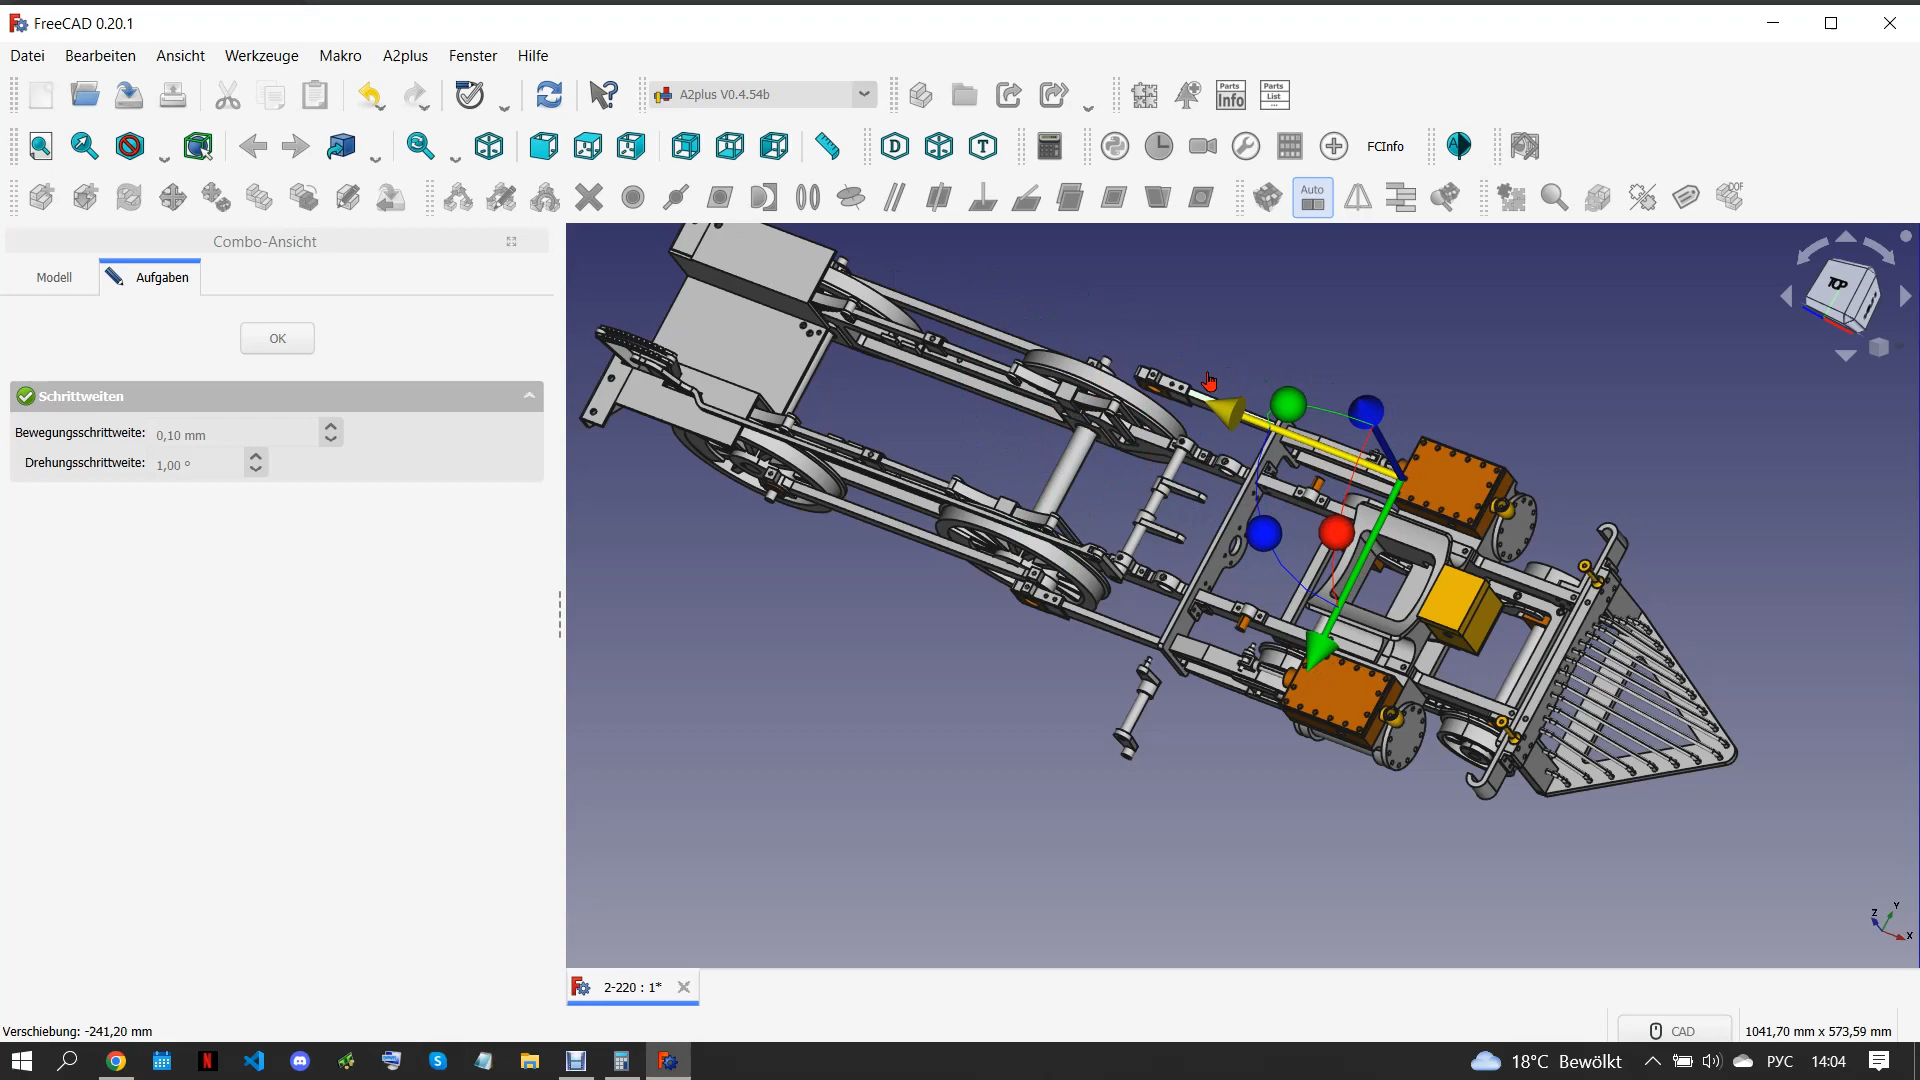 FreeCAD 0.20.1
Datei Bearbeiten Ansicht Werkzeuge Makro A2plus Fenster Hilfe
A2plus V0.4.54b
Parts Info
Parts List
D
T
FCInfo
Auto
DOF
Combo-Ansicht
Modell
Aufgaben
OK
Schrittweiten
Bewegungsschrittweite: 0,10 mm
Drehungsschrittweite: 1,00 °
TOP
Z Y X
2-220 : 1*
Verschiebung: -241,20 mm
CAD
1041,70 mm x 573,59 mm
18°C Bewölkt
РУС
14:04